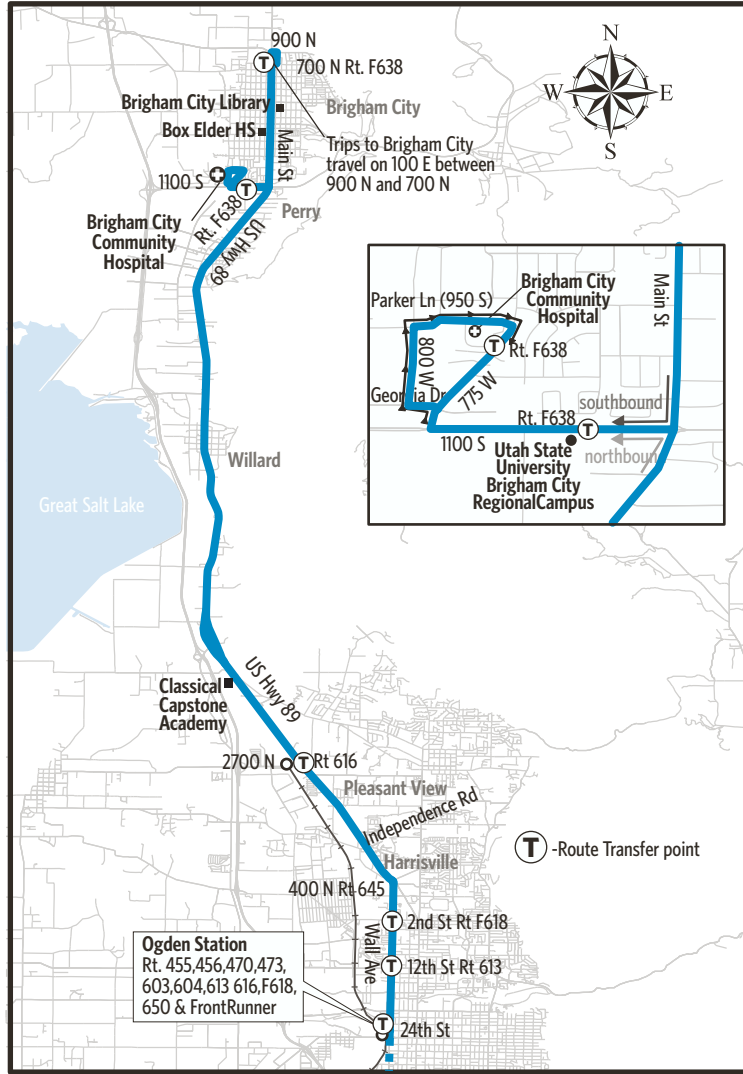 900 N
700 N Rt. F638
N
W
E
S
Brigham City Library
Brigham City
Box Elder HS
Main St
Trips to Brigham City
travel on 100 E between
900 N and 700 N
1100 S
Rt. F638
Perry
Brigham City
Community
Hospital
US Hwy 89
Main St
Brigham City
Community
Hospital
Parker Ln (950 S)
T
Rt. F638
800 W
775 W
Georgia Dr
southbound
Rt. F638
T
1100 S
northbound
Utah State
University
Brigham City
RegionalCampus
Willard
Great Salt Lake
US Hwy 89
Classical
Capstone
Academy
2700 N
T
Rt 616
Pleasant View
Independence Rd
T
-Route Transfer point
Harrisville
400 N Rt 645
T
2nd St Rt F618
Wall Ave
T
12th St Rt 613
Ogden Station
Rt. 455,456,470,473,
603,604,613 616,F618,
650 & FrontRunner
T
24th St
T
T